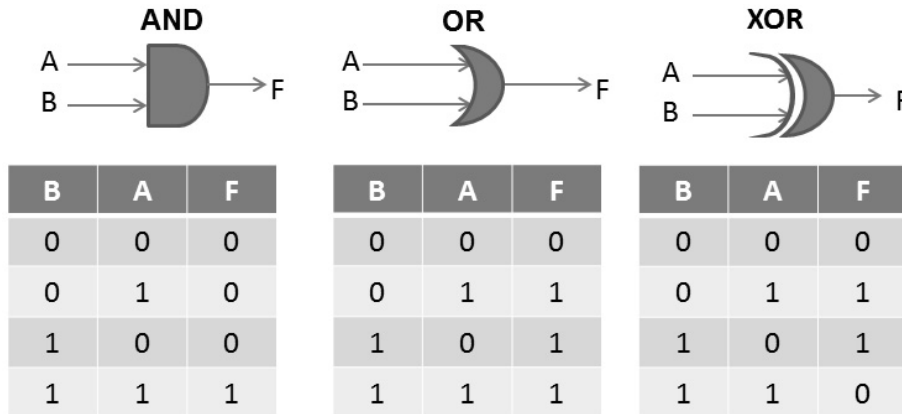 AND
A
B
F
B A F
0 0 0
0 1 0
1 0 0
1 1 1
OR
A
B
F
B A F
0 0 0
0 1 1
1 0 1
1 1 1
XOR
A
B
F
B A F
0 0 0
0 1 1
1 0 1
1 1 0